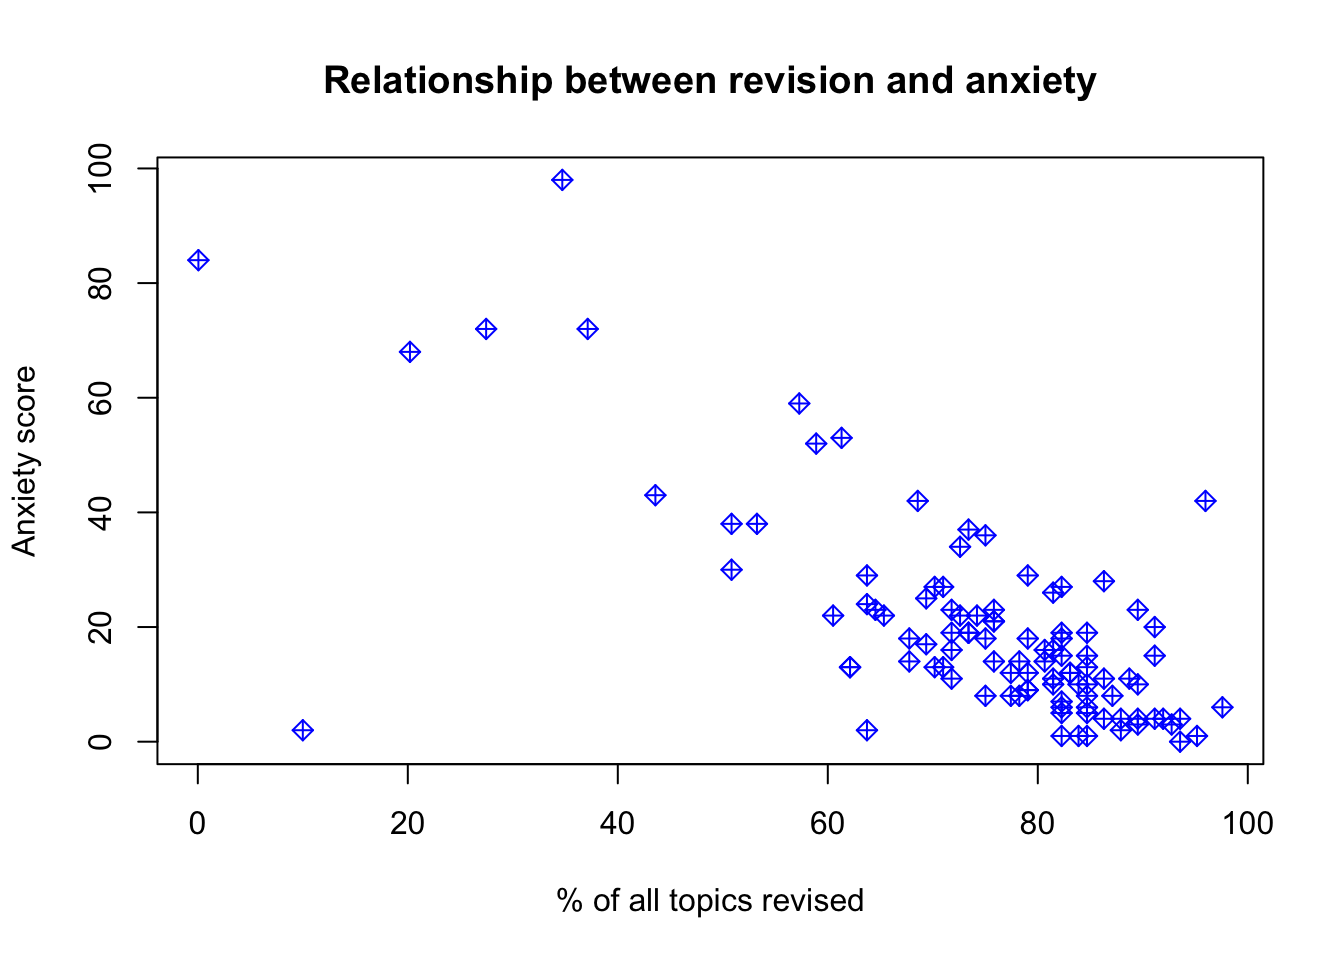 Relationship between revision and anxiety
100
80
60
40
20
0
Anxiety score
0 20 40 60 80 100
% of all topics revised